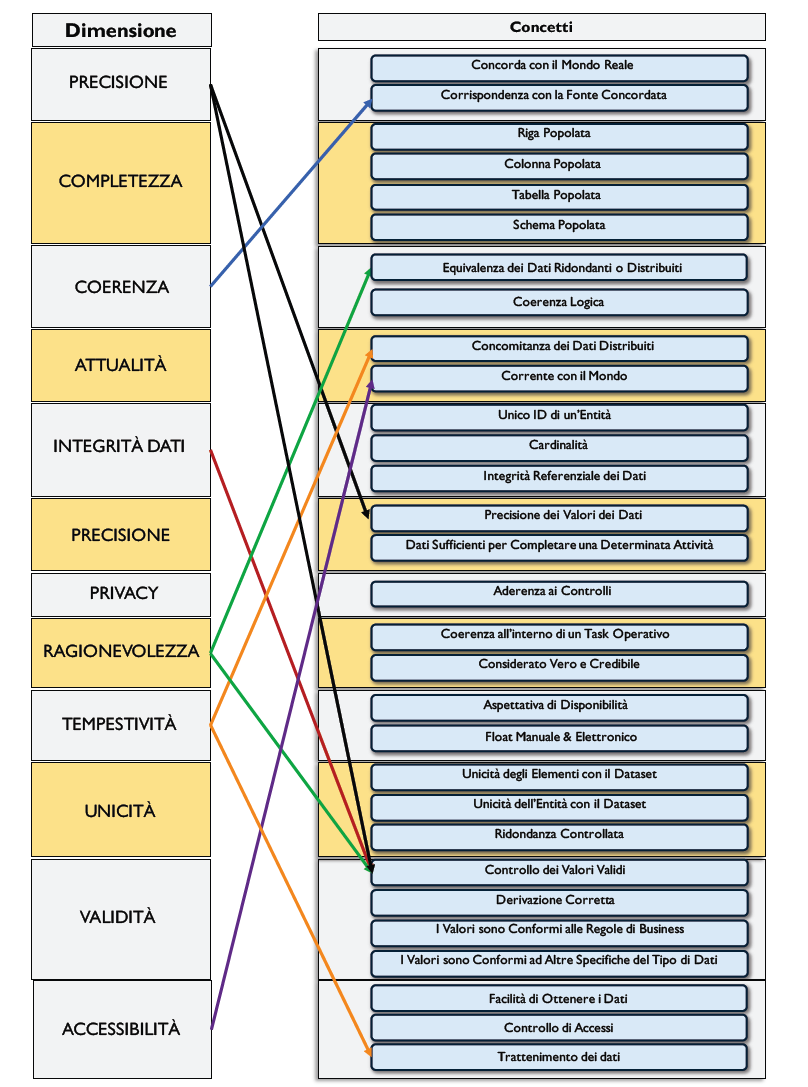 Dimensione
Concetti
PRECISIONE
Concorda con il Mondo Reale
Corrispondenza con la Fonte Concordata
COMPLETEZZA
Riga Popolata
Colonna Popolata
Tabella Popolata
Schema Popolata
COERENZA
Equivalenza dei Dati Ridondanti o Distribuiti
Coerenza Logica
ATTUALITÀ
Concomitanza dei Dati Distribuiti
Corrente con il Mondo
INTEGRITÀ DATI
Unico ID di un'Entità
Cardinalità
Integrità Referenziale dei Dati
PRECISIONE
Precisione dei Valori dei Dati
Dati Sufficienti per Completare una Determinata Attività
PRIVACY
Aderenza ai Controlli
RAGIONEVOLEZZA
Coerenza all'interno di un Task Operativo
Considerato Vero e Credibile
TEMPESTIVITÀ
Aspettativa di Disponibilità
Float Manuale & Elettronico
UNICITÀ
Unicità degli Elementi con il Dataset
Unicità dell'Entità con il Dataset
Ridondanza Controllata
VALIDITÀ
Controllo dei Valori Validi
Derivazione Corretta
I Valori sono Conformi alle Regole di Business
I Valori sono Conformi ad Altre Specifiche del Tipo di Dati
ACCESSIBILITÀ
Facilità di Ottenere i Dati
Controllo di Accessi
Trattenimento dei dati